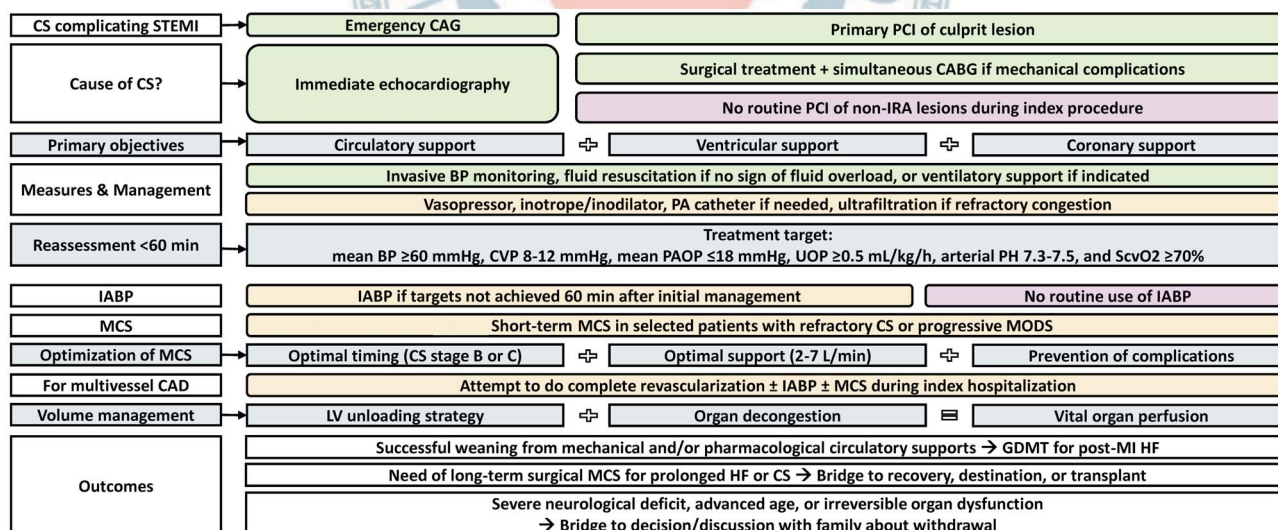 CS complicating STEMI
Emergency CAG
Primary PCI of culprit lesion
Cause of CS?
Immediate echocardiography
Surgical treatment + simultaneous CABG if mechanical complications
No routine PCI of non-IRA lesions during index procedure
Primary objectives
Circulatory support
Ventricular support
Coronary support
Measures & Management
Invasive BP monitoring, fluid resuscitation if no sign of fluid overload, or ventilatory support if indicated
Vasopressor, inotrope/inodilator, PA catheter if needed, ultrafiltration if refractory congestion
Reassessment <60 min
Treatment target:
mean BP ≥60 mmHg, CVP 8-12 mmHg, mean PAOP ≤18 mmHg, UOP ≥0.5 mL/kg/h, arterial PH 7.3-7.5, and ScvO2 ≥70%
IABP
IABP if targets not achieved 60 min after initial management
No routine use of IABP
MCS
Short-term MCS in selected patients with refractory CS or progressive MODS
Optimization of MCS
Optimal timing (CS stage B or C)
Optimal support (2-7 L/min)
Prevention of complications
For multivessel CAD
Attempt to do complete revascularization ± IABP ± MCS during index hospitalization
Volume management
LV unloading strategy
Organ decongestion
Vital organ perfusion
Outcomes
Successful weaning from mechanical and/or pharmacological circulatory supports → GDMT for post-MI HF
Need of long-term surgical MCS for prolonged HF or CS → Bridge to recovery, destination, or transplant
Severe neurological deficit, advanced age, or irreversible organ dysfunction
→ Bridge to decision/discussion with family about withdrawal